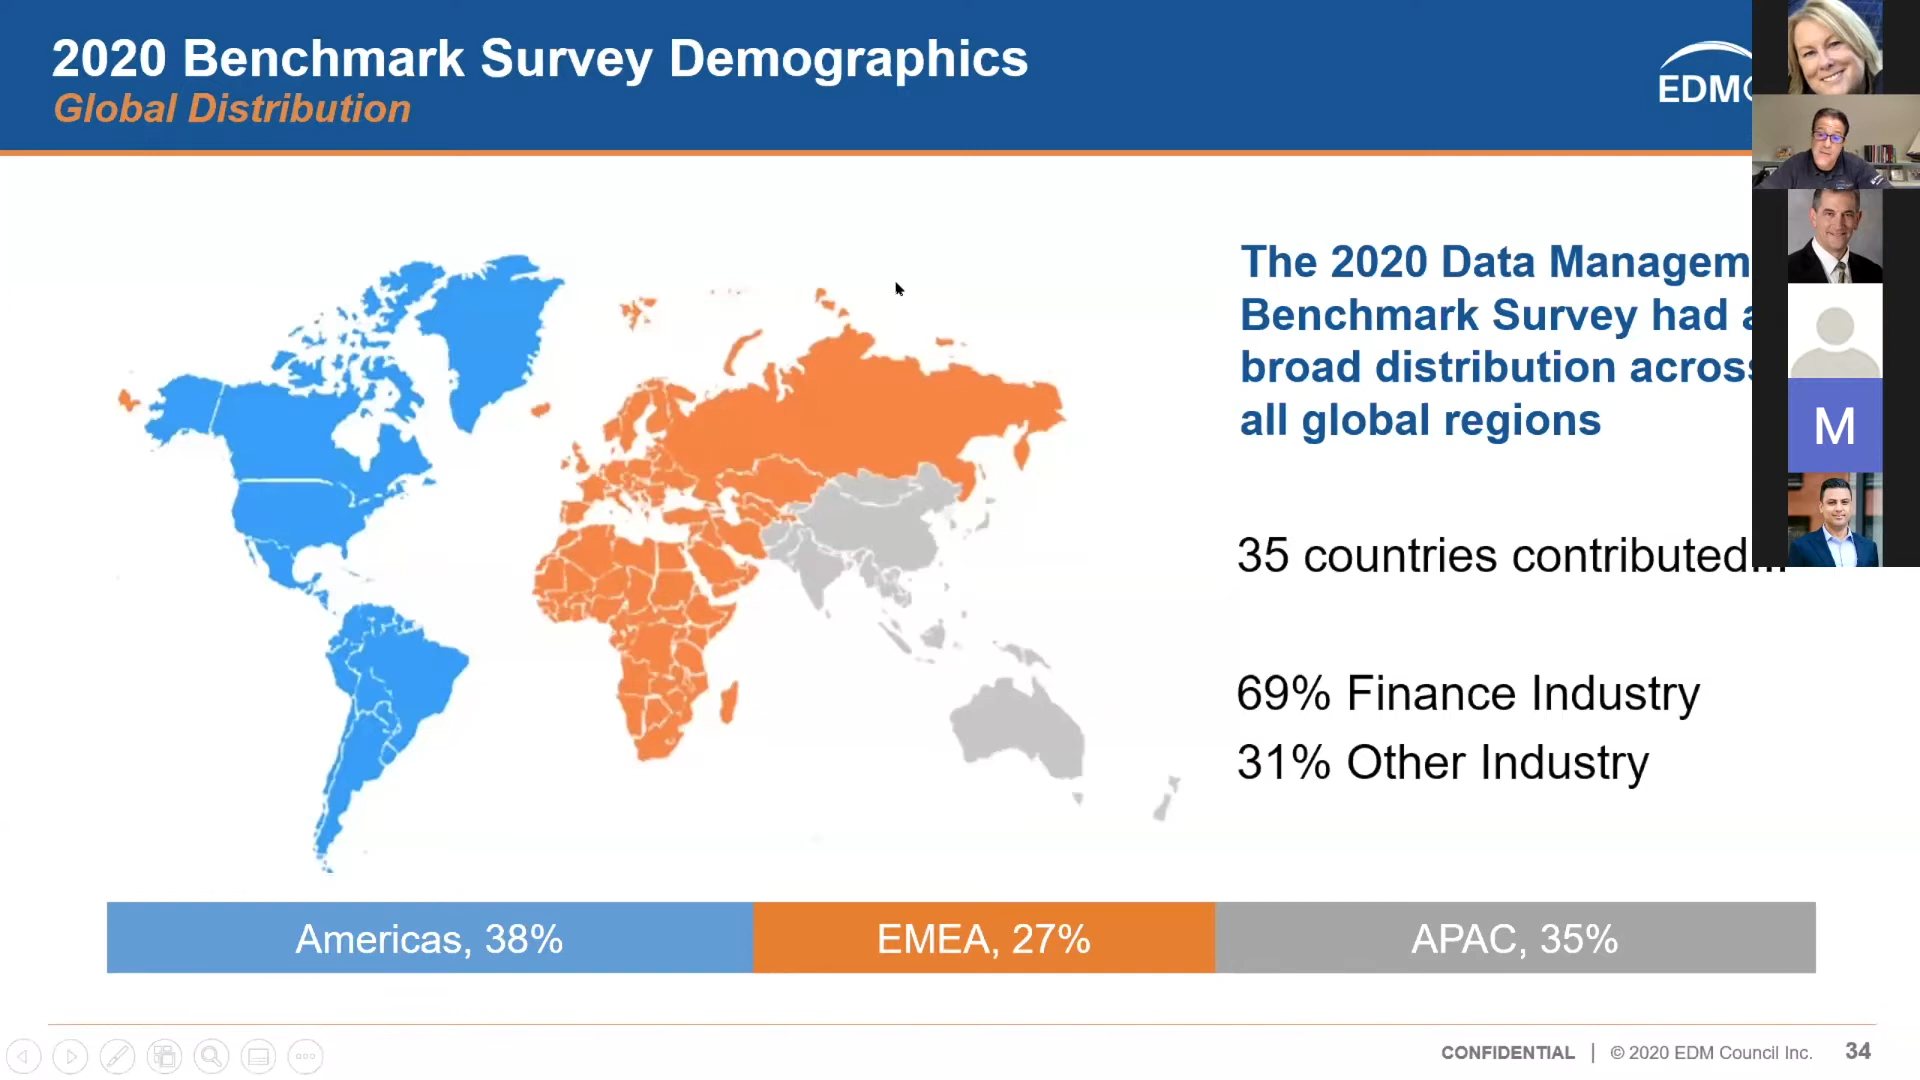 2020 Benchmark Survey Demographics
Global Distribution
EDM
The 2020 Data Managem
Benchmark Survey had a
broad distribution across
all global regions
35 countries contributed...
69% Finance Industry
31% Other Industry
M
Americas, 38%
EMEA, 27%
APAC, 35%
CONFIDENTIAL | © 2020 EDM Council Inc. 34